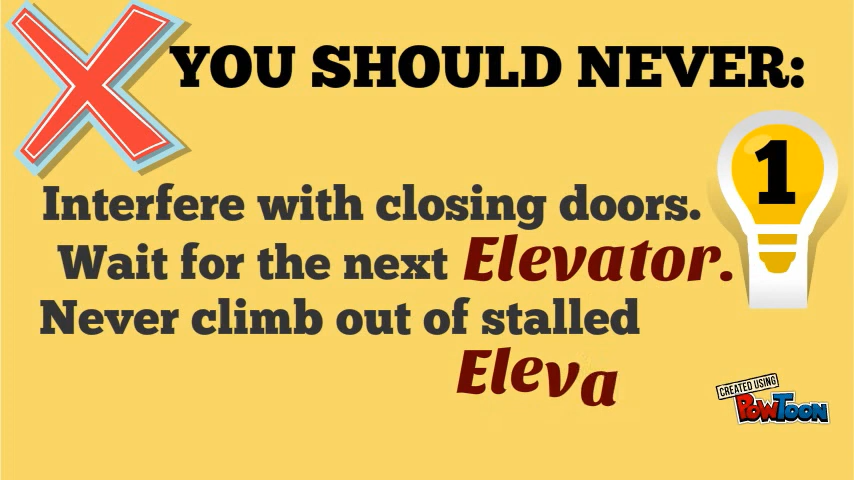 YOU SHOULD NEVER:
1
Interfere with closing doors.
Wait for the next Elevator.
Never climb out of stalled
Eleva
CREATED USING
POWTOON